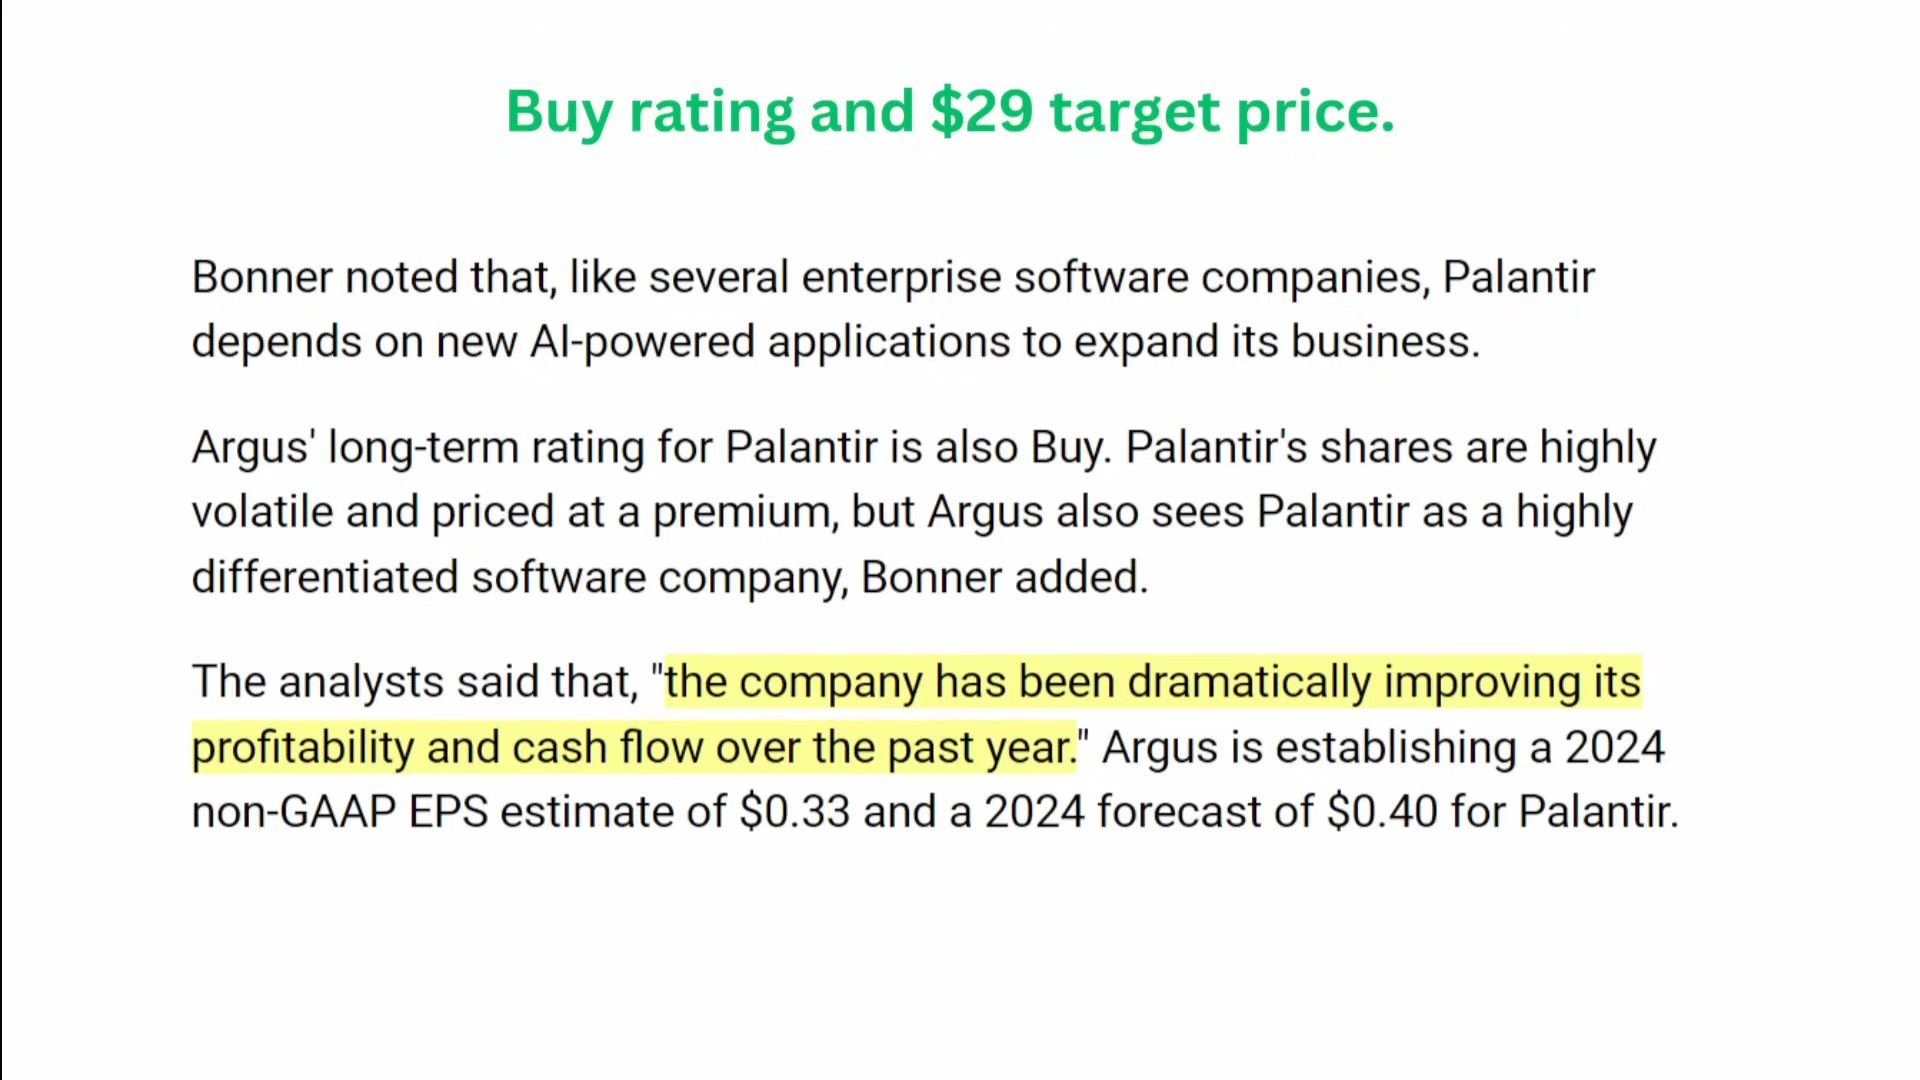 Buy rating and $29 target price.
Bonner noted that, like several enterprise software companies, Palantir
depends on new AI-powered applications to expand its business.
Argus' long-term rating for Palantir is also Buy. Palantir's shares are highly
volatile and priced at a premium, but Argus also sees Palantir as a highly
differentiated software company, Bonner added.
The analysts said that, "the company has been dramatically improving its
profitability and cash flow over the past year." Argus is establishing a 2024
non-GAAP EPS estimate of $0.33 and a 2024 forecast of $0.40 for Palantir.